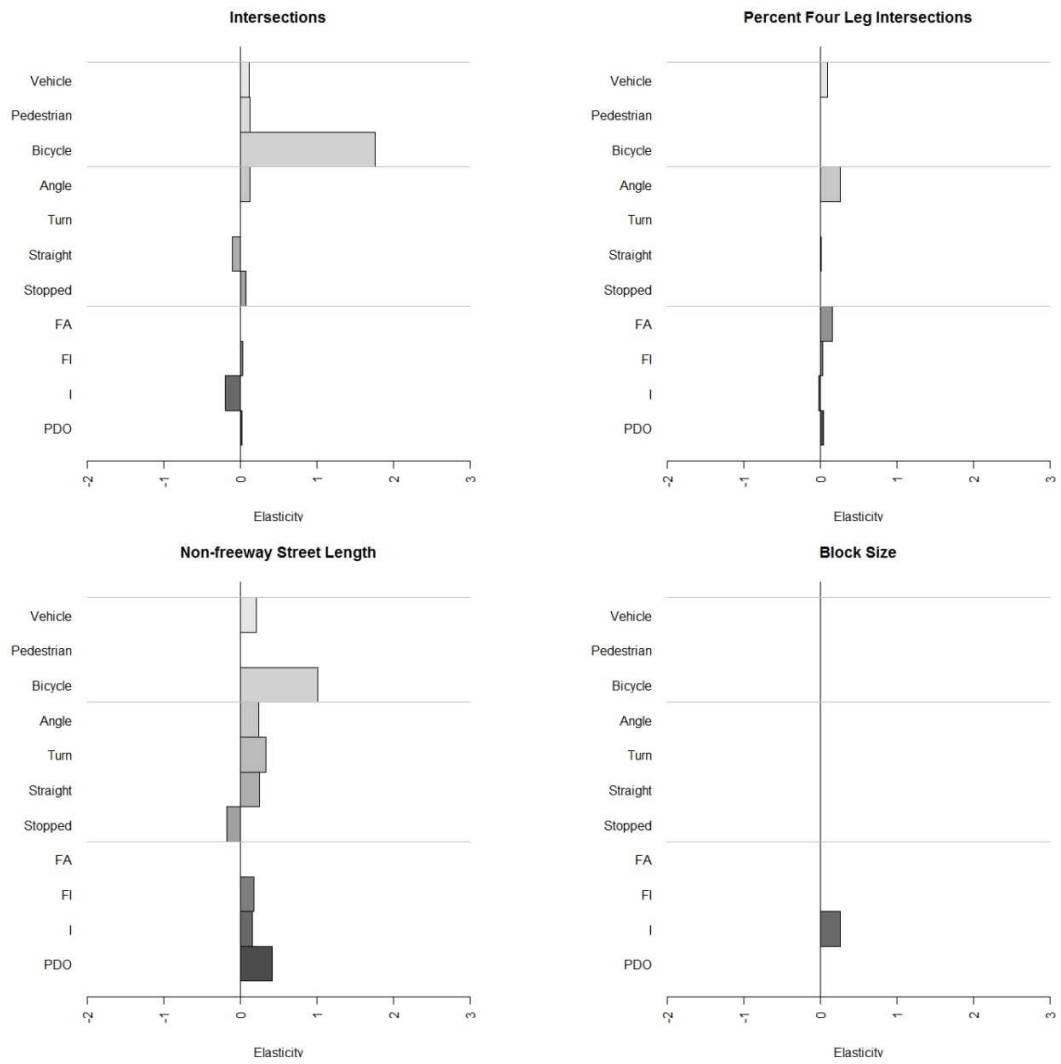 Intersections
Vehicle
Pedestrian
Bicycle
Angle
Turn
Straight
Stopped
FA
FI
I
PDO
-2 -1 0 1 2 3
Elasticity
Percent Four Leg Intersections
Vehicle
Pedestrian
Bicycle
Angle
Turn
Straight
Stopped
FA
FI
I
PDO
-2 -1 0 1 2 3
Elasticity
Non-freeway Street Length
Vehicle
Pedestrian
Bicycle
Angle
Turn
Straight
Stopped
FA
FI
I
PDO
-2 -1 0 1 2 3
Elasticity
Block Size
Vehicle
Pedestrian
Bicycle
Angle
Turn
Straight
Stopped
FA
FI
I
PDO
-2 -1 0 1 2 3
Elasticity